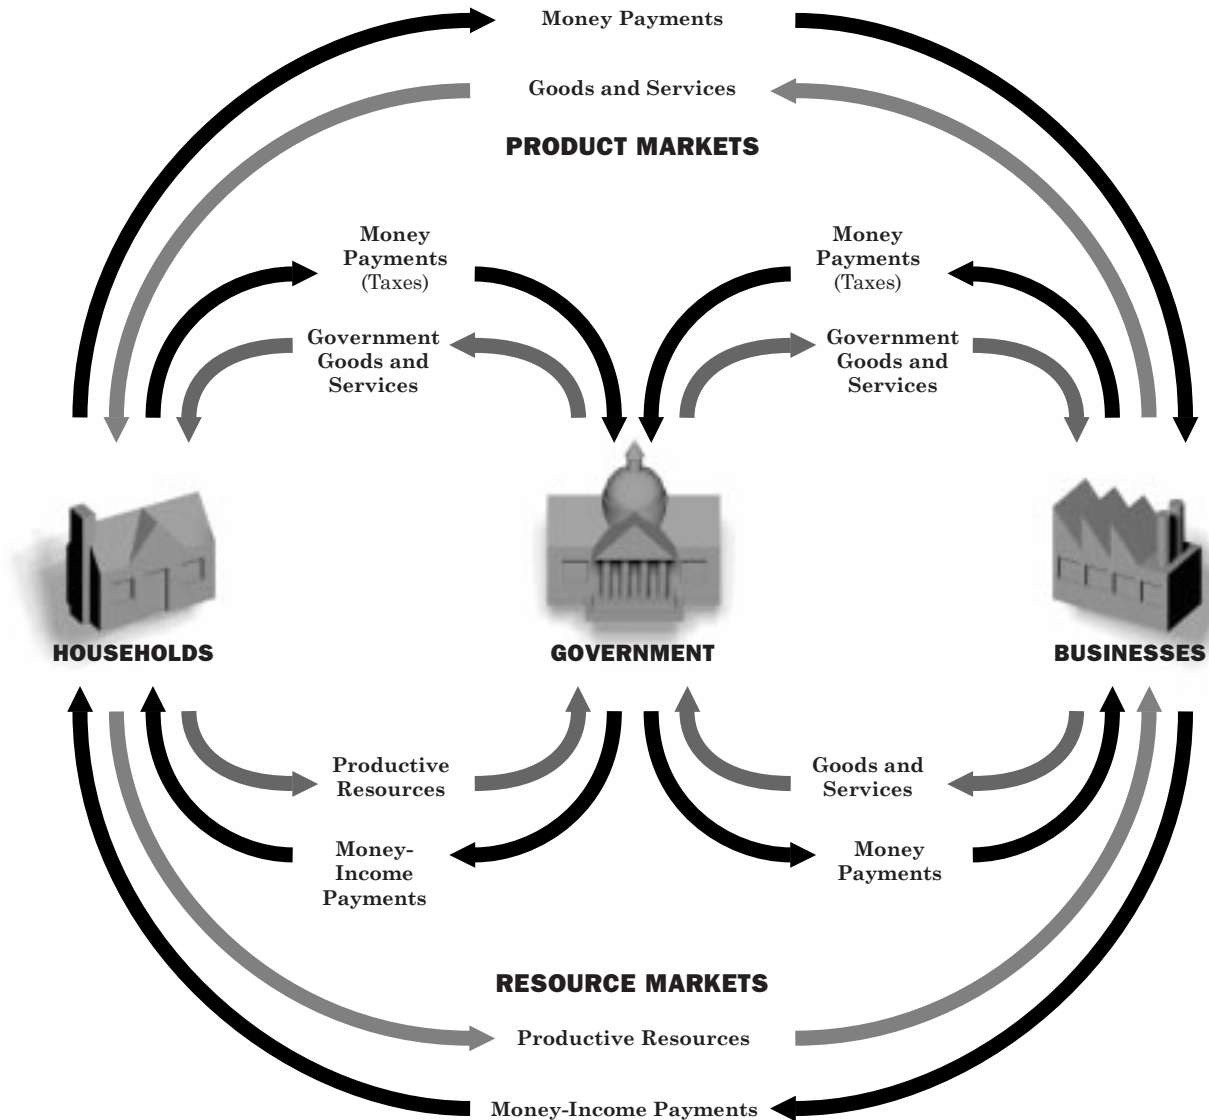 Money Payments
Goods and Services
PRODUCT MARKETS
Money
Payments
(Taxes)
Money
Payments
(Taxes)
Government
Goods and
Services
Government
Goods and
Services
HOUSEHOLDS
GOVERNMENT
BUSINESSES
Productive
Resources
Goods and
Services
Money-
Income
Payments
Money
Payments
RESOURCE MARKETS
Productive Resources
Money-Income Payments